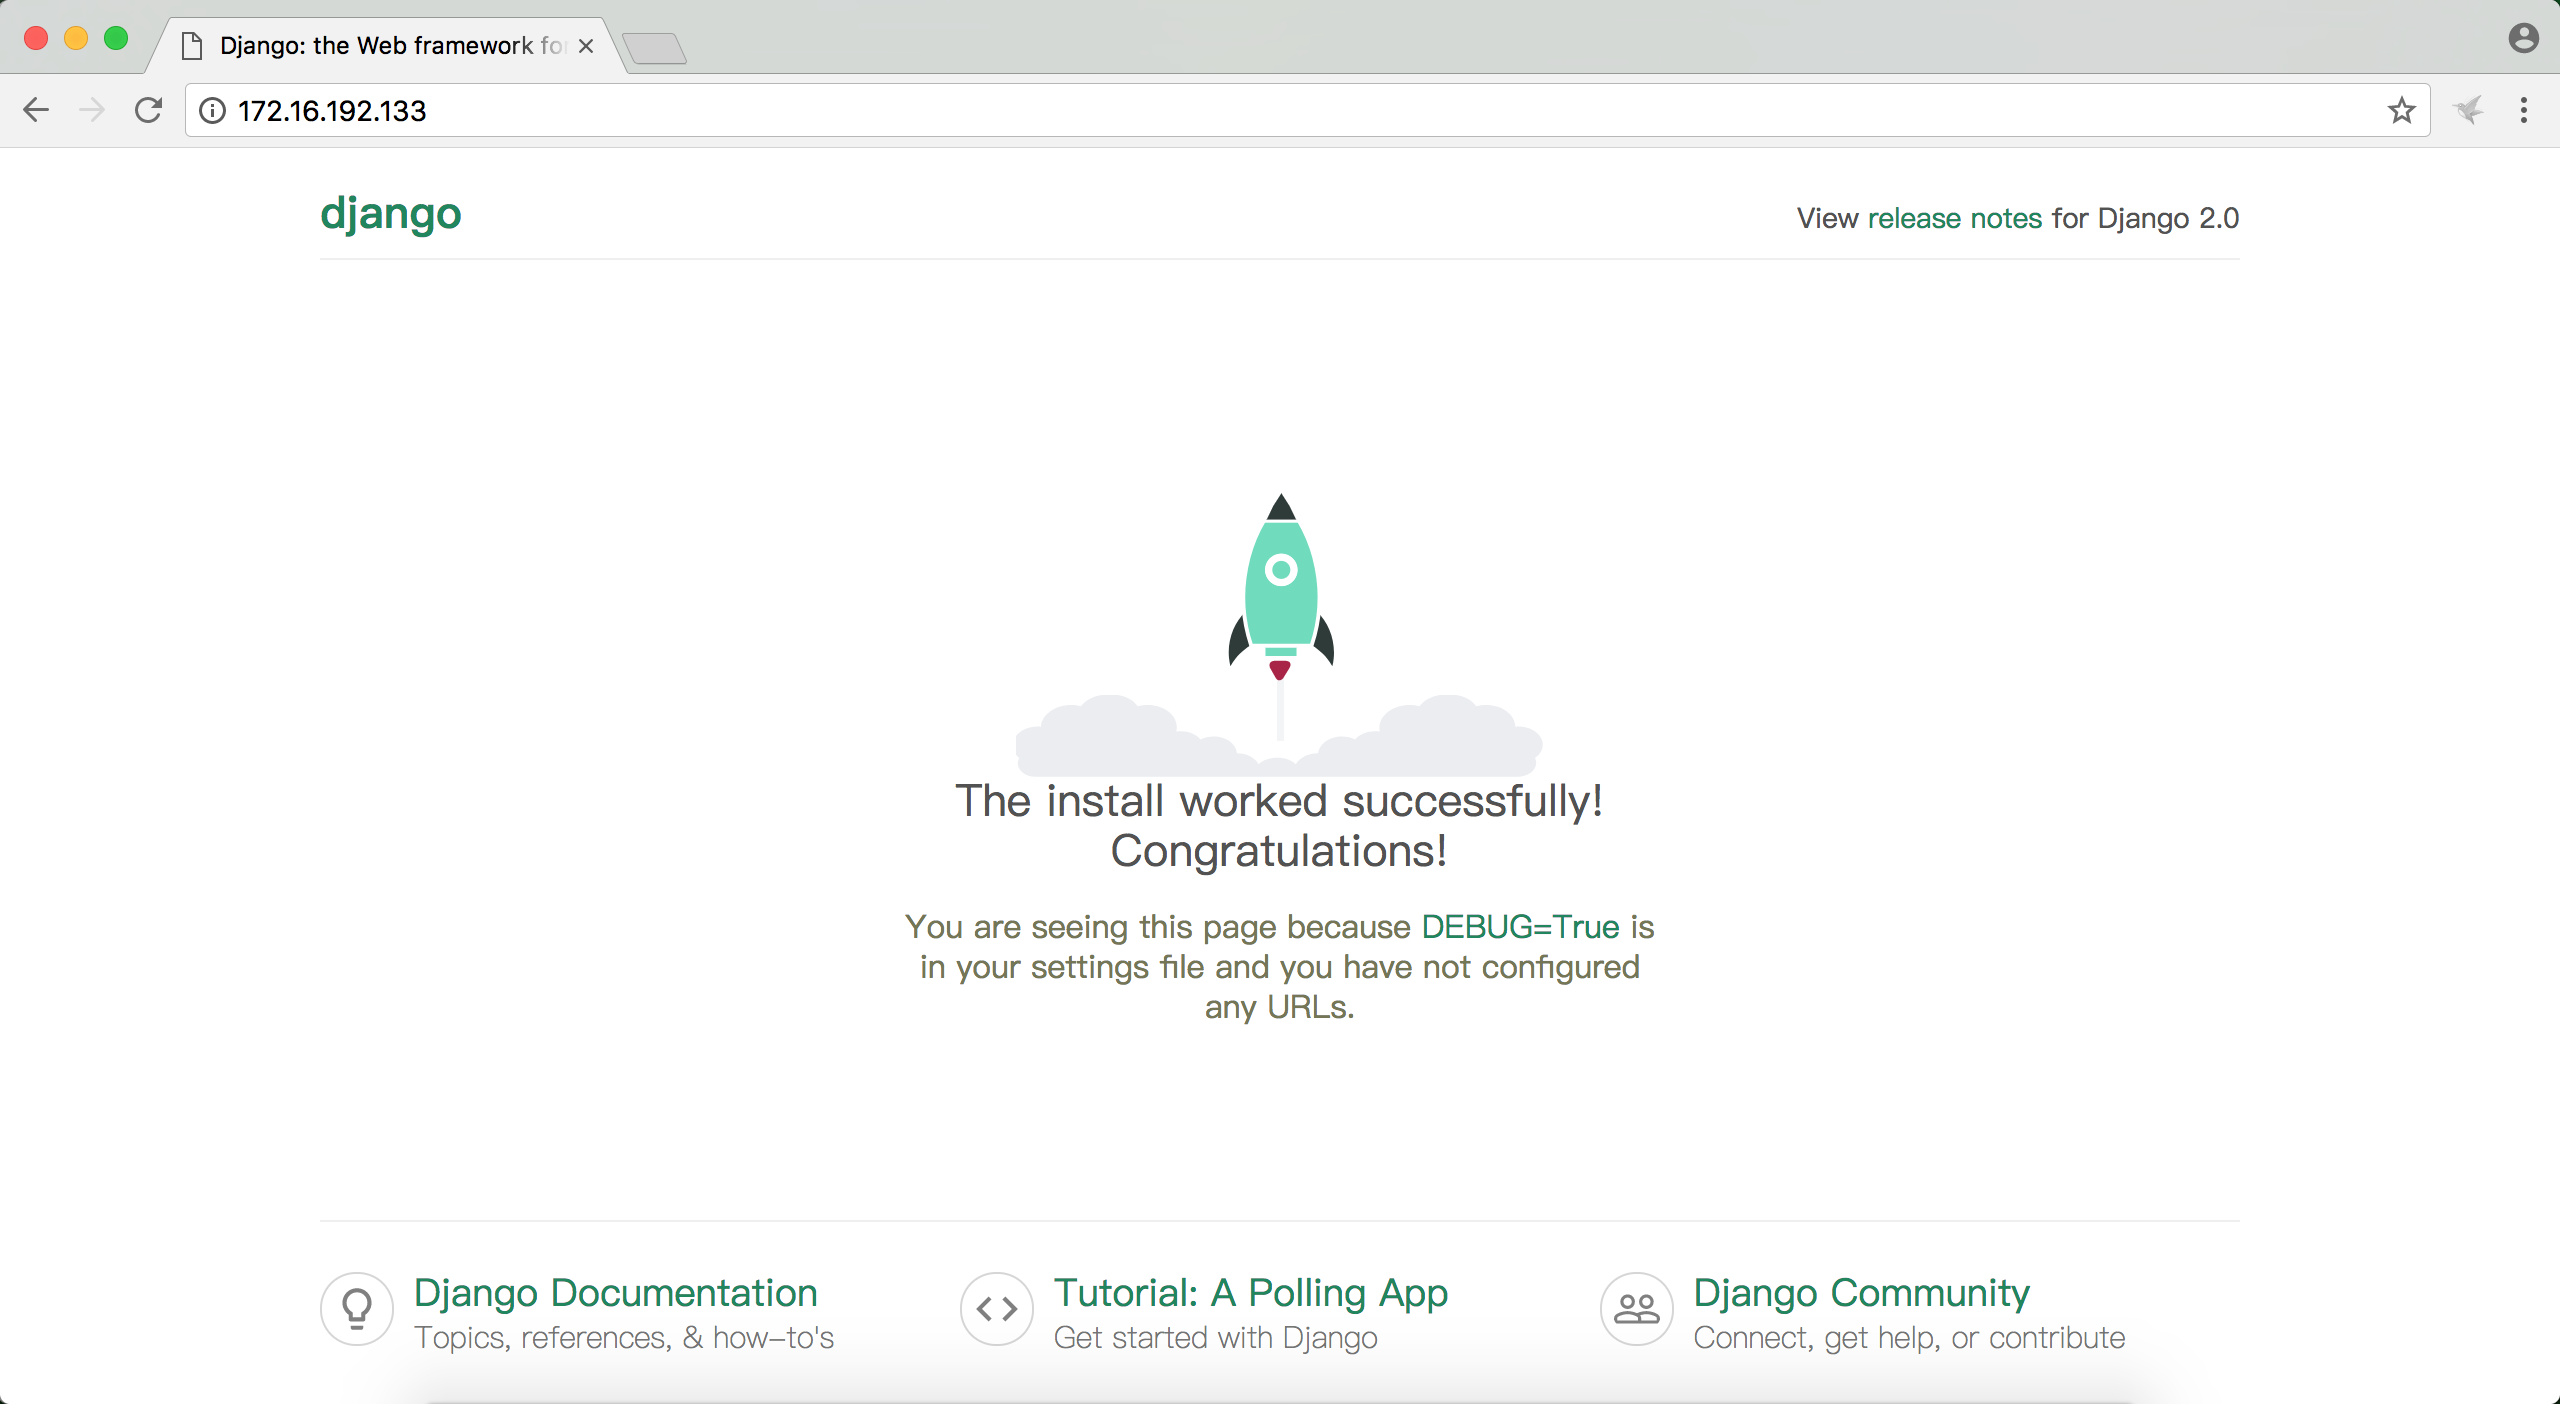 Django: the Web framework for
172.16.192.133
django
View release notes for Django 2.0
The install worked successfully!
Congratulations!
You are seeing this page because DEBUG=True is
in your settings file and you have not configured
any URLs.
Django Documentation
Topics, references, & how-to's
Tutorial: A Polling App
Get started with Django
Django Community
Connect, get help, or contribute